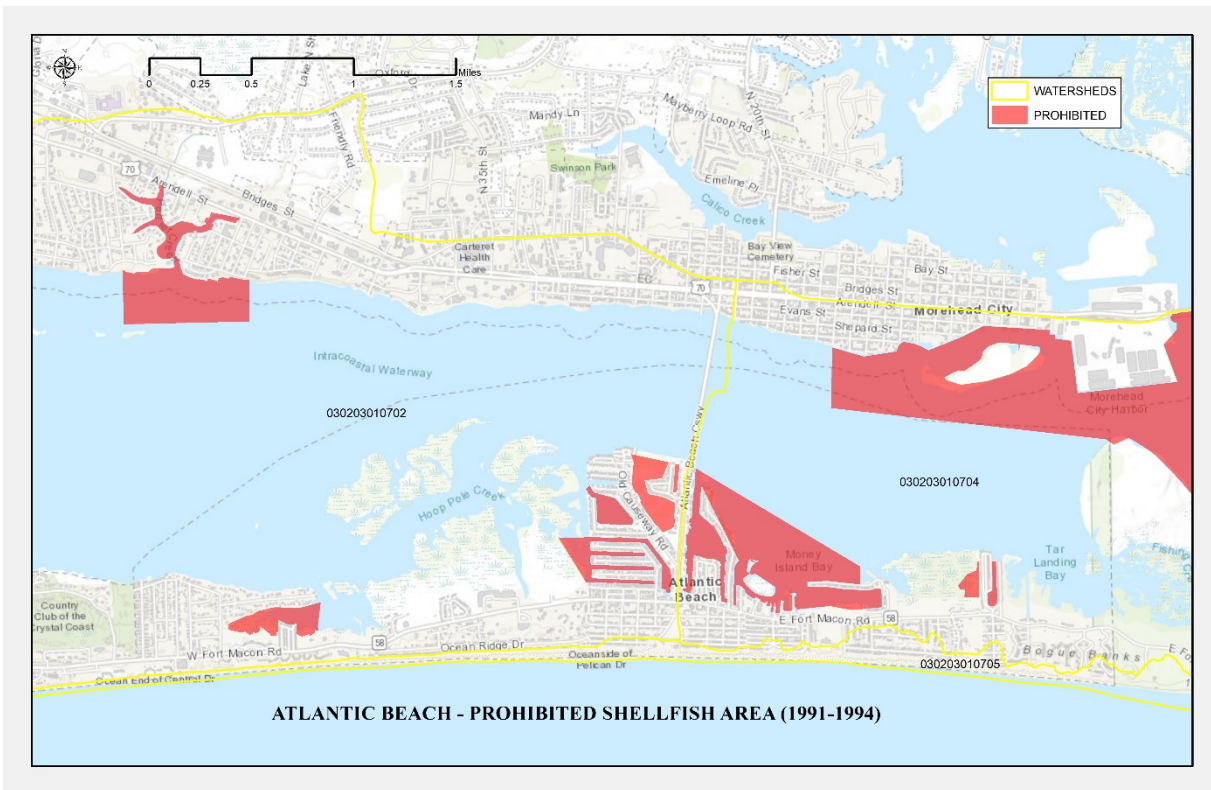 N
W
E
S
0
0.25
0.5
1
1.5
Miles
WATERSHEDS
PROHIBITED
Lake N
Oxford
Dr
Friendly Rd
N 35th St
Mandy Ln
Mayberry Loop Rd
N 20th St
Swinson Park
Emeline Pl
Calico Creek
70
Arendell St
Bridges St
Carteret
Health
Care
Bay View
Cemetery
Fisher St
Bay St
70
Bridges St
Arendell St
Evans St
Morehead City
Shepard St
Intracoastal Waterway
Morehead
City Harbor
030203010702
Atlantic Beach Cswy
030203010704
Hoop Pole Creek
Old Causeway Rd
Money
Island Bay
Tar
Landing
Bay
Fishing
Atlantic
Beach
Country
Club of the
Crystal Coast
W Fort Macon Rd
58
Ocean Ridge Dr
E Fort Macon Rd
58
Oceanside of
Pelican Dr
Bogue Banks
E Fo
030203010705
Ocean End of Central Dr
ATLANTIC BEACH - PROHIBITED SHELLFISH AREA (1991-1994)